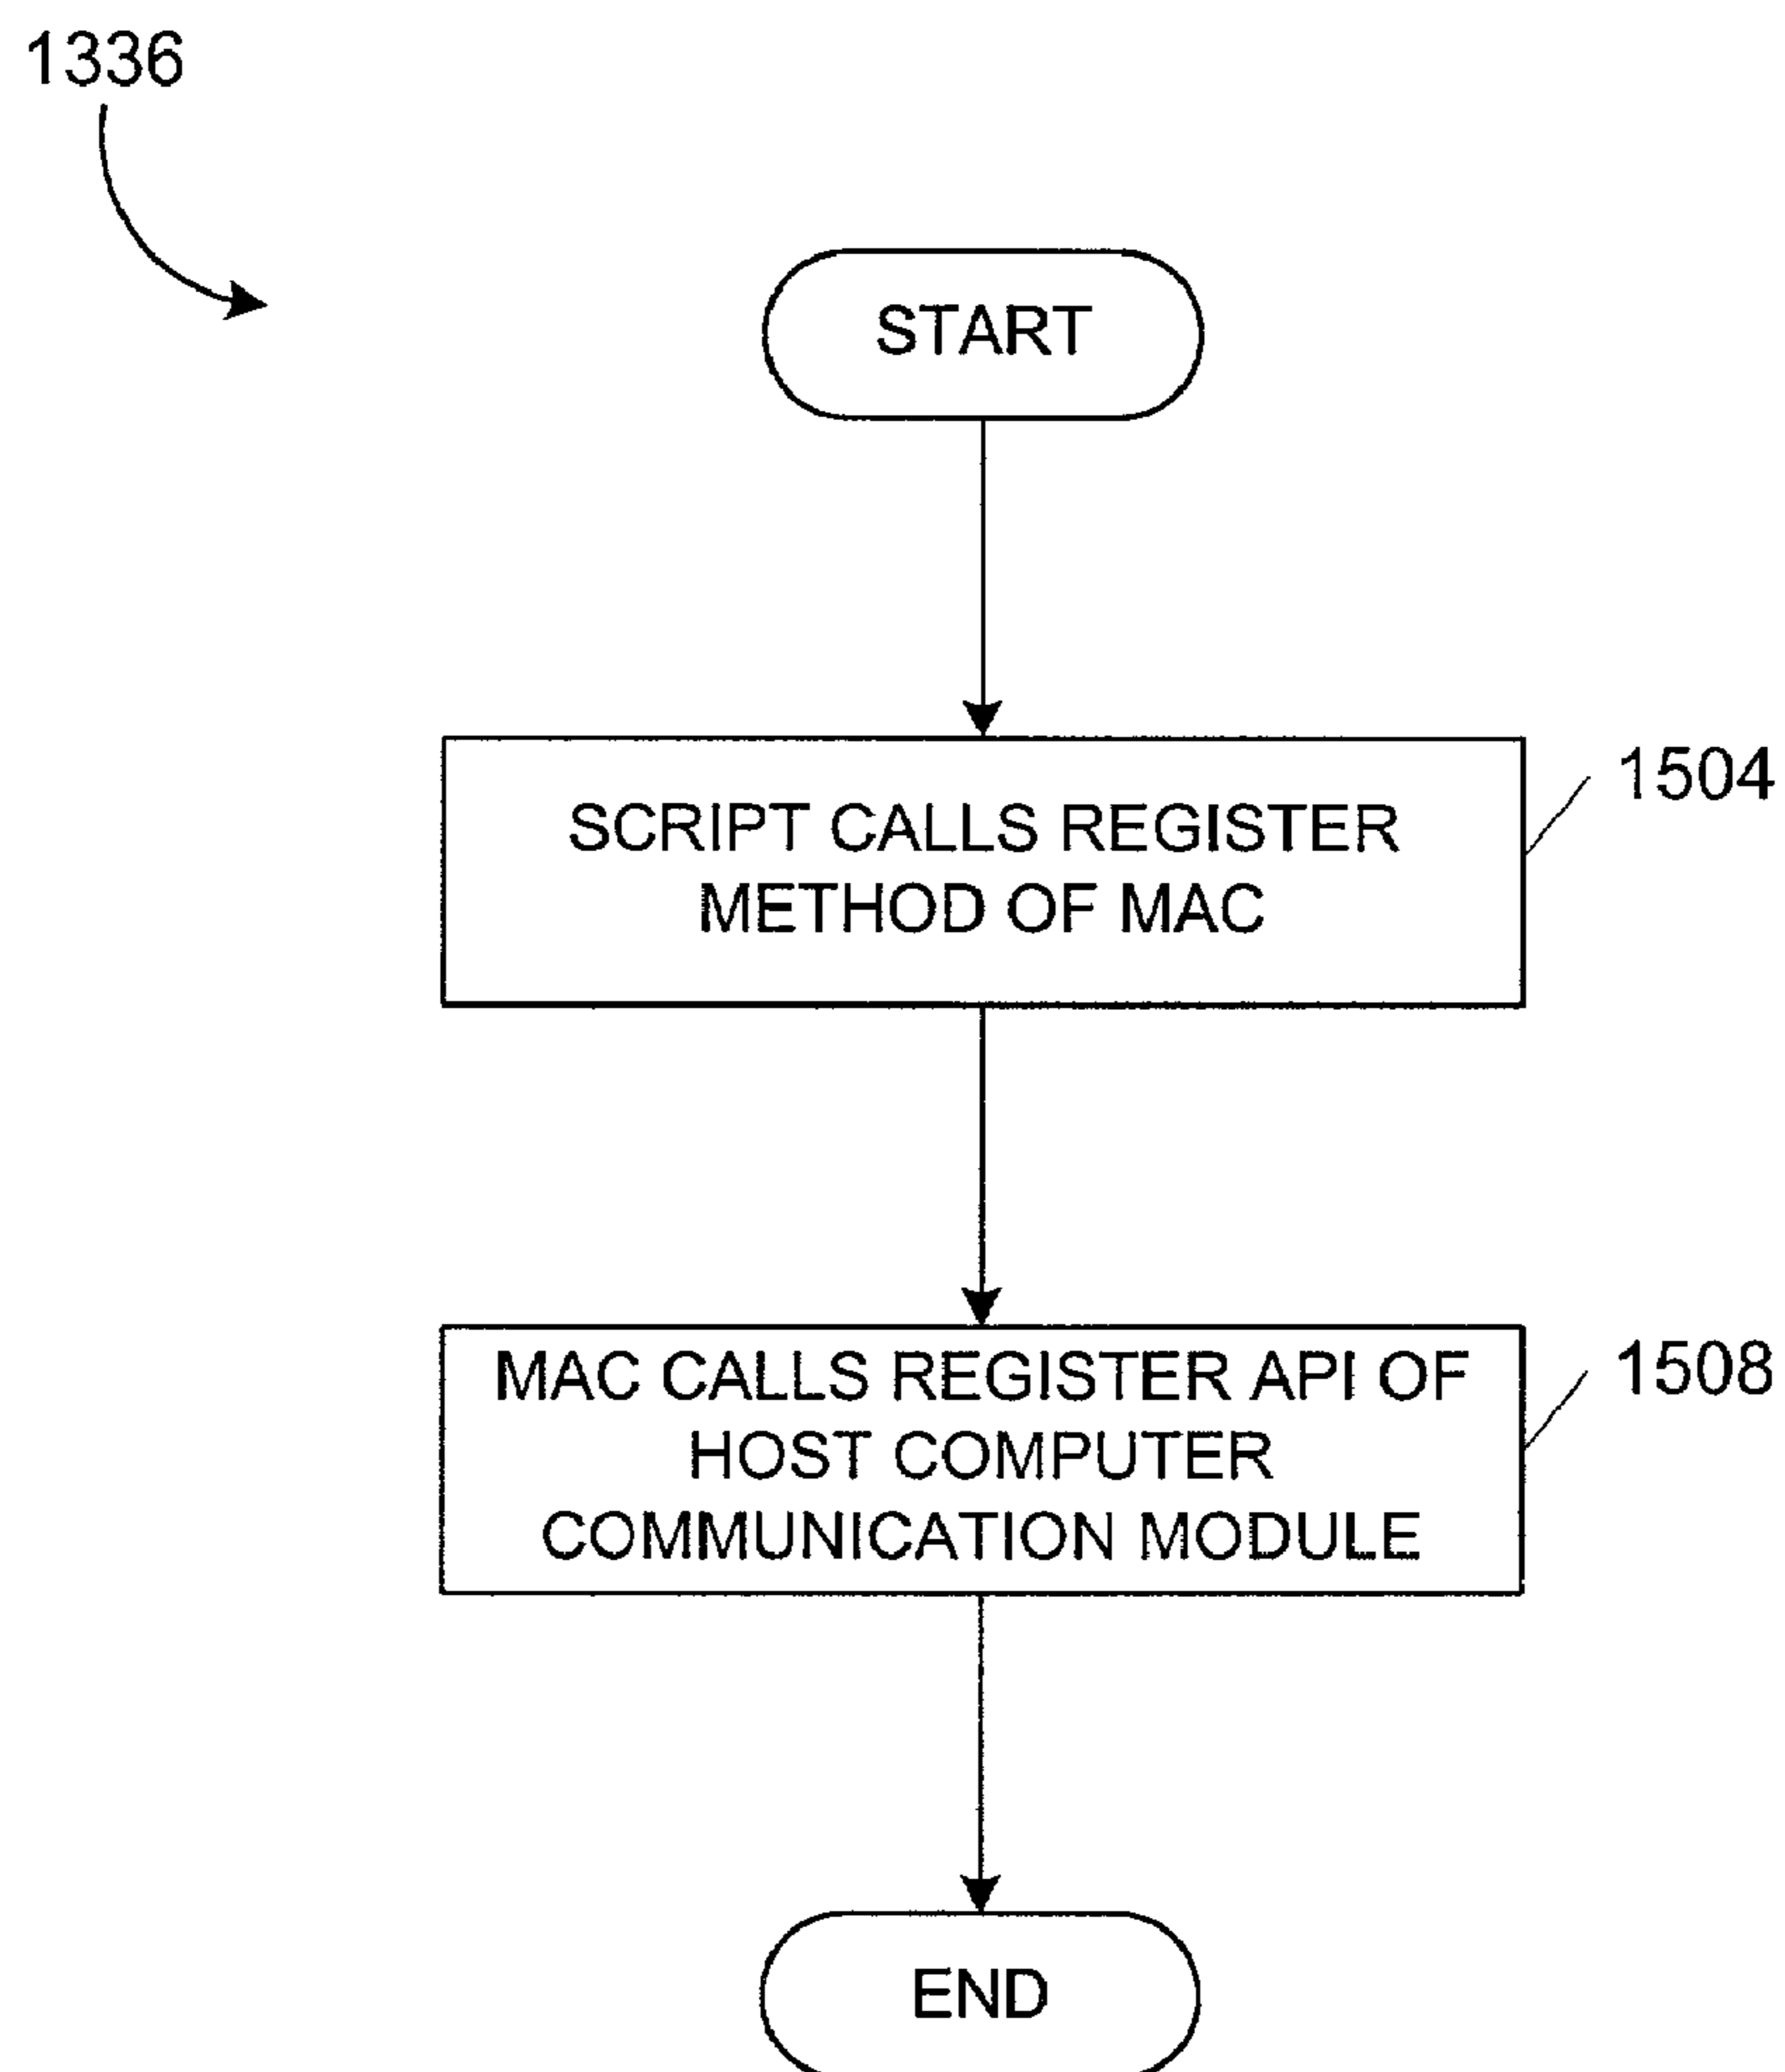 1336
START
SCRIPT CALLS REGISTER
METHOD OF MAC
1504
MAC CALLS REGISTER API OF
HOST COMPUTER
COMMUNICATION MODULE
1508
END